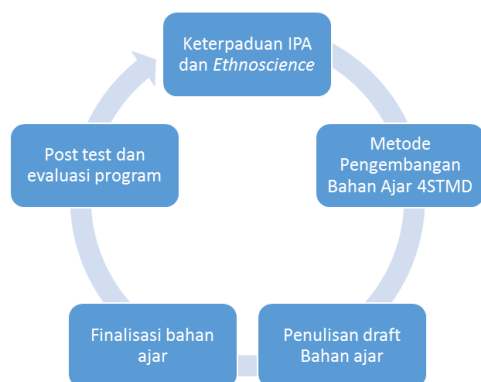 Keterpaduan IPA
dan Ethnoscience
Metode
Pengembangan
Bahan Ajar 4STMD
Penulisan draft
Bahan ajar
Finalisasi bahan
ajar
Post test dan
evaluasi program